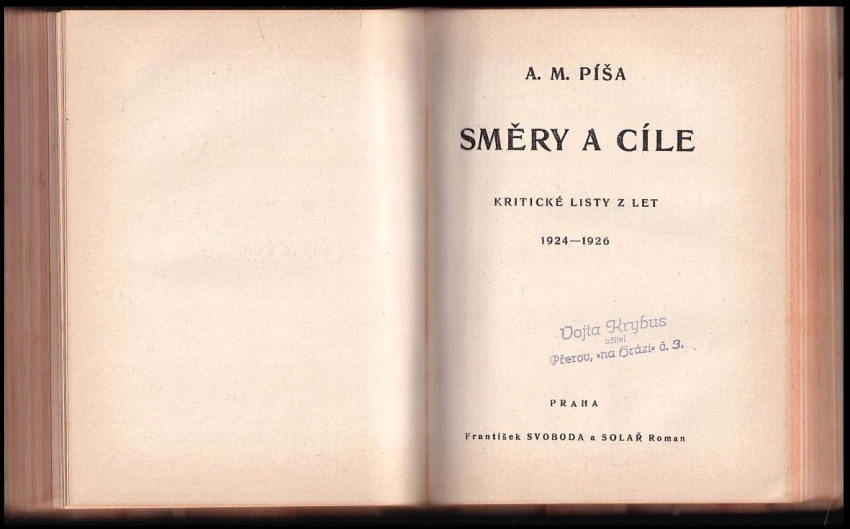 A. M. PÍŠA
SMĚRY A CÍLE
KRITICKÉ LISTY Z LET
1924—1926
Vojta Krybus
učitel
Přerov, »na hrázi« č. 3.
PRAHA
František SVOBODA a SOLAŘ Roman